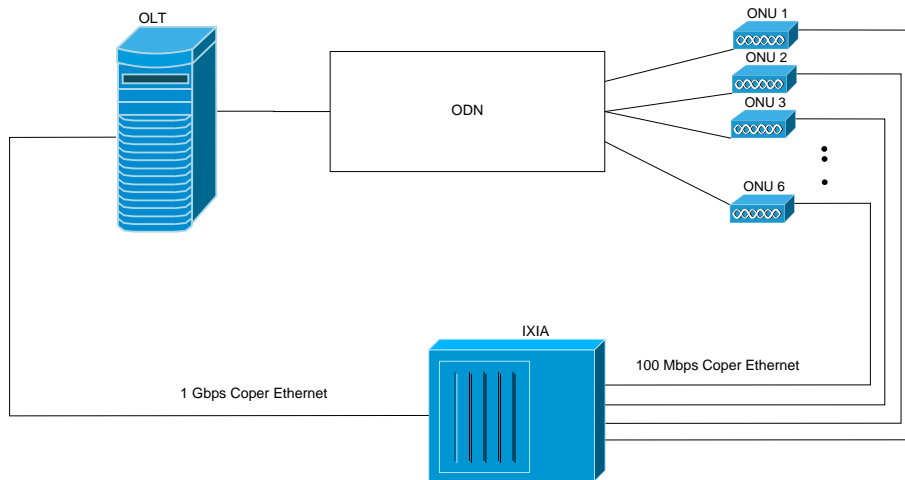 OLT
ODN
ONU 1
ONU 2
ONU 3
ONU 6
IXIA
1 Gbps Coper Ethernet
100 Mbps Coper Ethernet